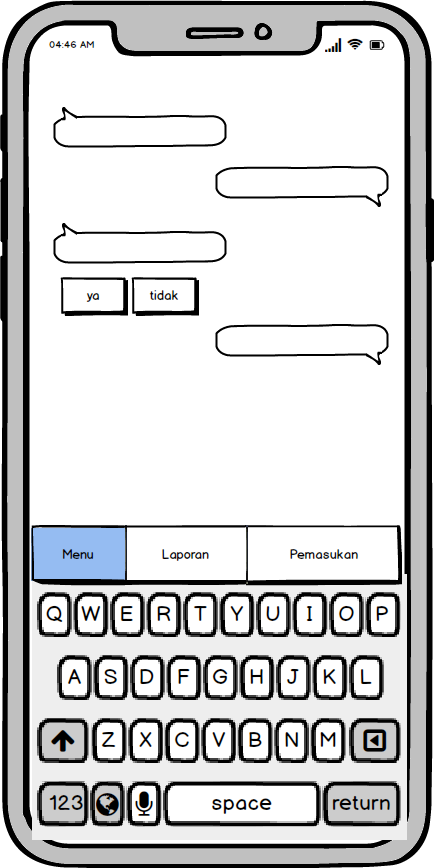 04:46 AM
ya tidak
Menu Laporan Pemasukan
Q W E R T Y U I O P
A S D F G H J K L
Z X C V B N M
123 space return